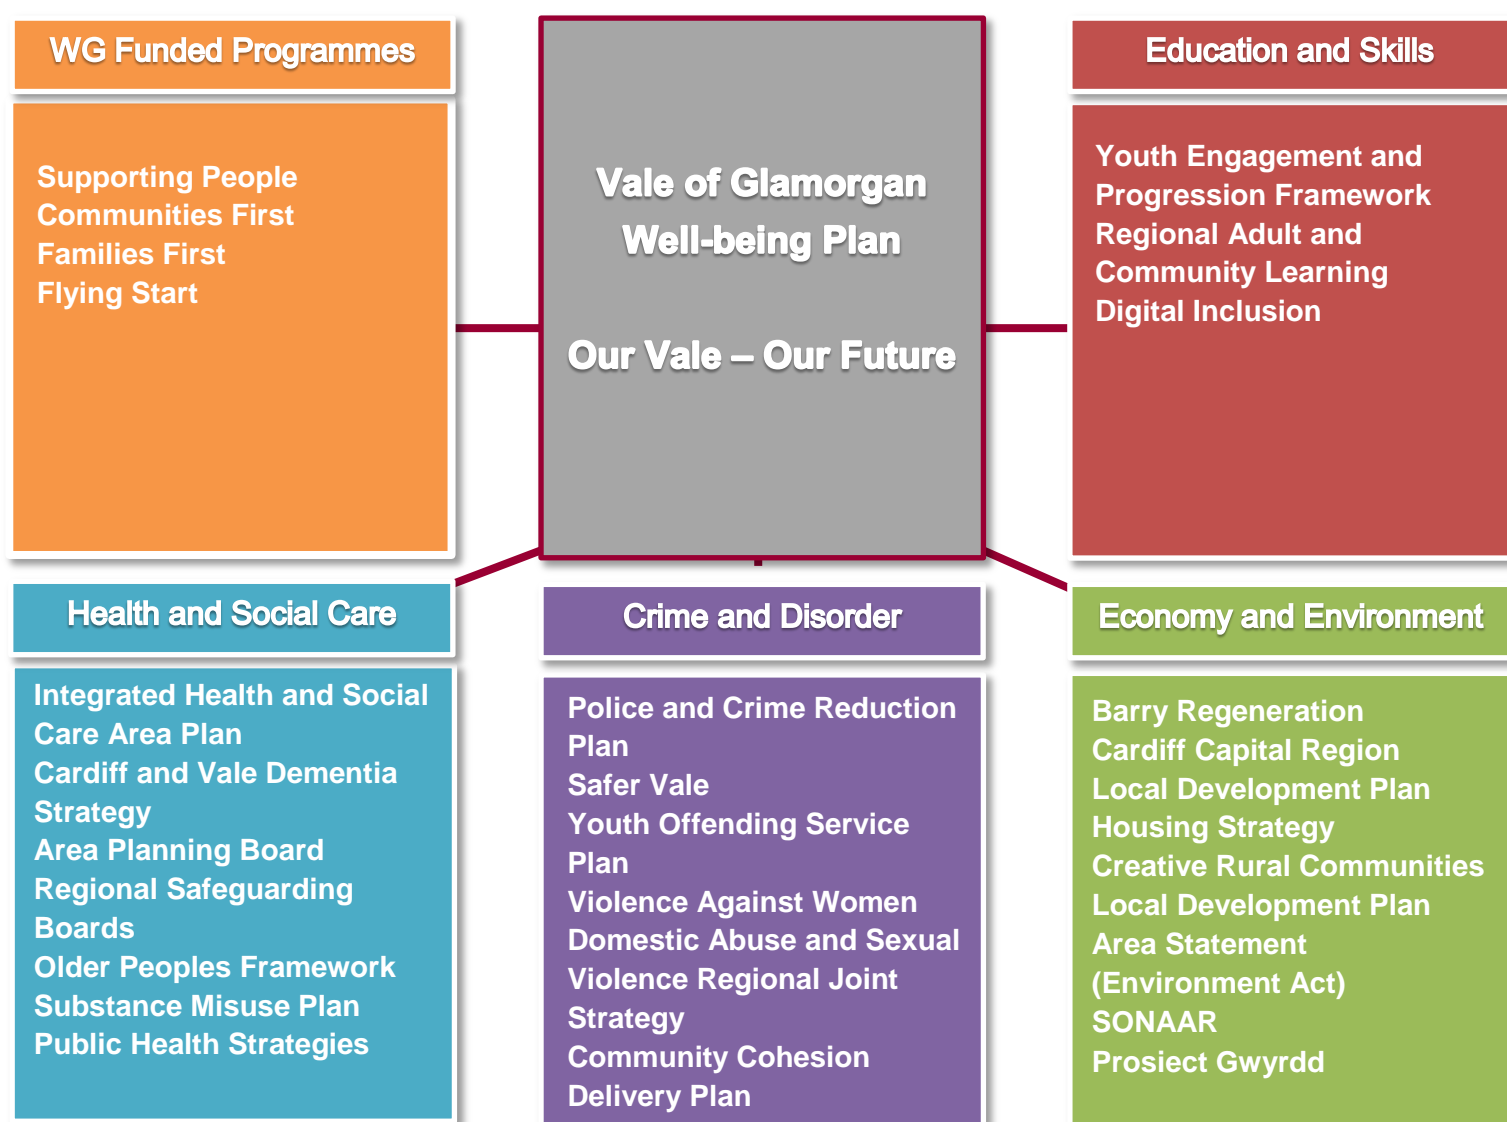 WG Funded Programmes
Supporting People
Communities First
Families First
Flying Start
Vale of Glamorgan
Well-being Plan
Our Vale – Our Future
Education and Skills
Youth Engagement and
Progression Framework
Regional Adult and
Community Learning
Digital Inclusion
Health and Social Care
Integrated Health and Social
Care Area Plan
Cardiff and Vale Dementia
Strategy
Area Planning Board
Regional Safeguarding
Boards
Older Peoples Framework
Substance Misuse Plan
Public Health Strategies
Crime and Disorder
Police and Crime Reduction
Plan
Safer Vale
Youth Offending Service
Plan
Violence Against Women
Domestic Abuse and Sexual
Violence Regional Joint
Strategy
Community Cohesion
Delivery Plan
Economy and Environment
Barry Regeneration
Cardiff Capital Region
Local Development Plan
Housing Strategy
Creative Rural Communities
Local Development Plan
Area Statement
(Environment Act)
SONAAR
Prosiect Gwyrdd